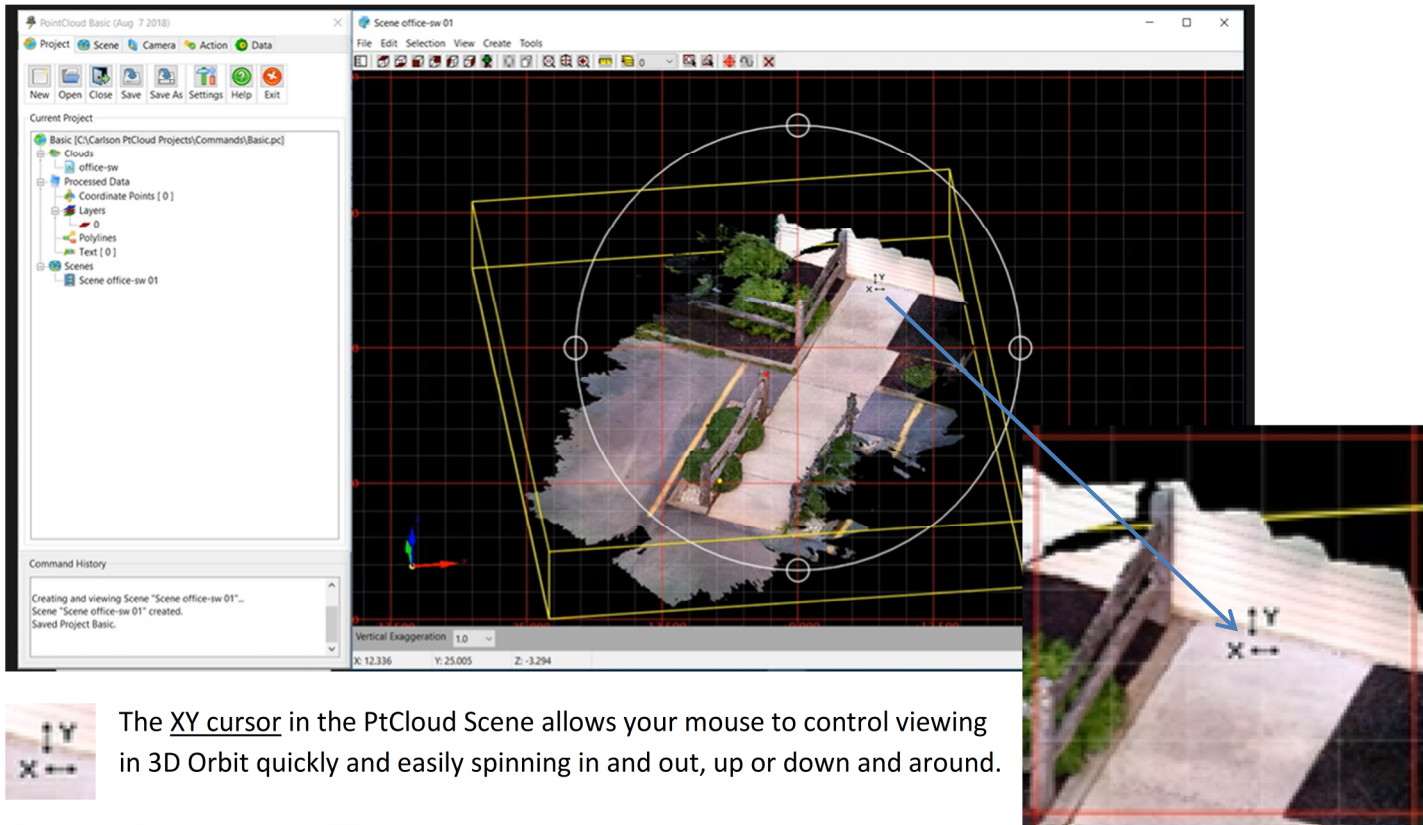 PointCloud Basic (Aug 7 2018)
Project Scene Camera Action Data
New Open Close Save Save As Settings Help Exit
Current Project
Basic [C:\Carlson PtCloud Projects\Commands\Basic.pc]
Clouds
office-sw
Processed Data
Coordinate Points [ 0 ]
Layers
0
Polylines
Text [ 0 ]
Scenes
Scene office-sw 01
Command History
Creating and viewing Scene "Scene office-sw 01"...
Scene "Scene office-sw 01" created.
Saved Project Basic.
Scene office-sw 01
File Edit Selection View Create Tools
0
Y
X
X
Vertical Exaggeration 1.0
X: 12.336 Y: 25.005 Z: -3.294
Y
X
Y
X
The XY cursor in the PtCloud Scene allows your mouse to control viewing
in 3D Orbit quickly and easily spinning in and out, up or down and around.